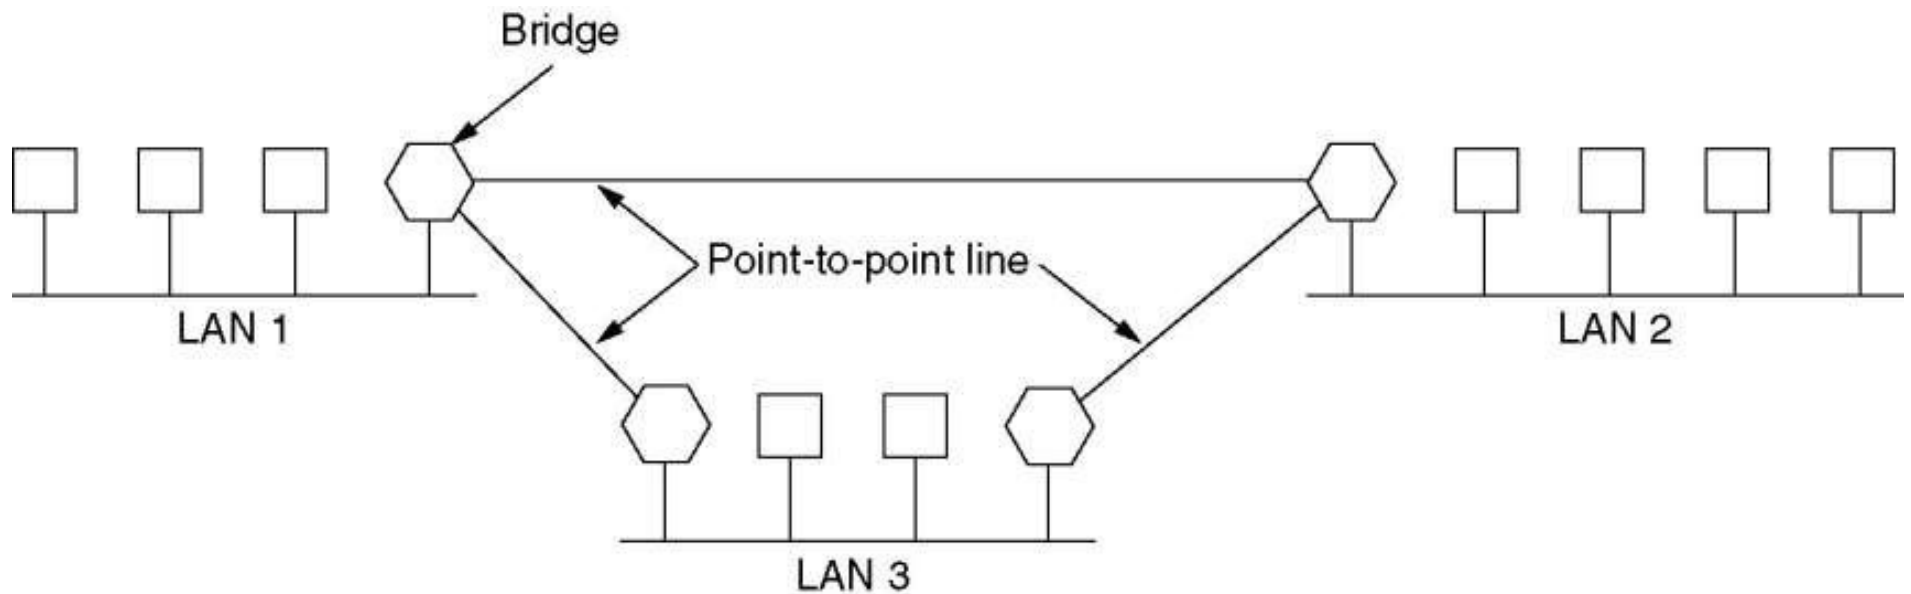 Bridge
Point-to-point line
LAN 1
LAN 2
LAN 3